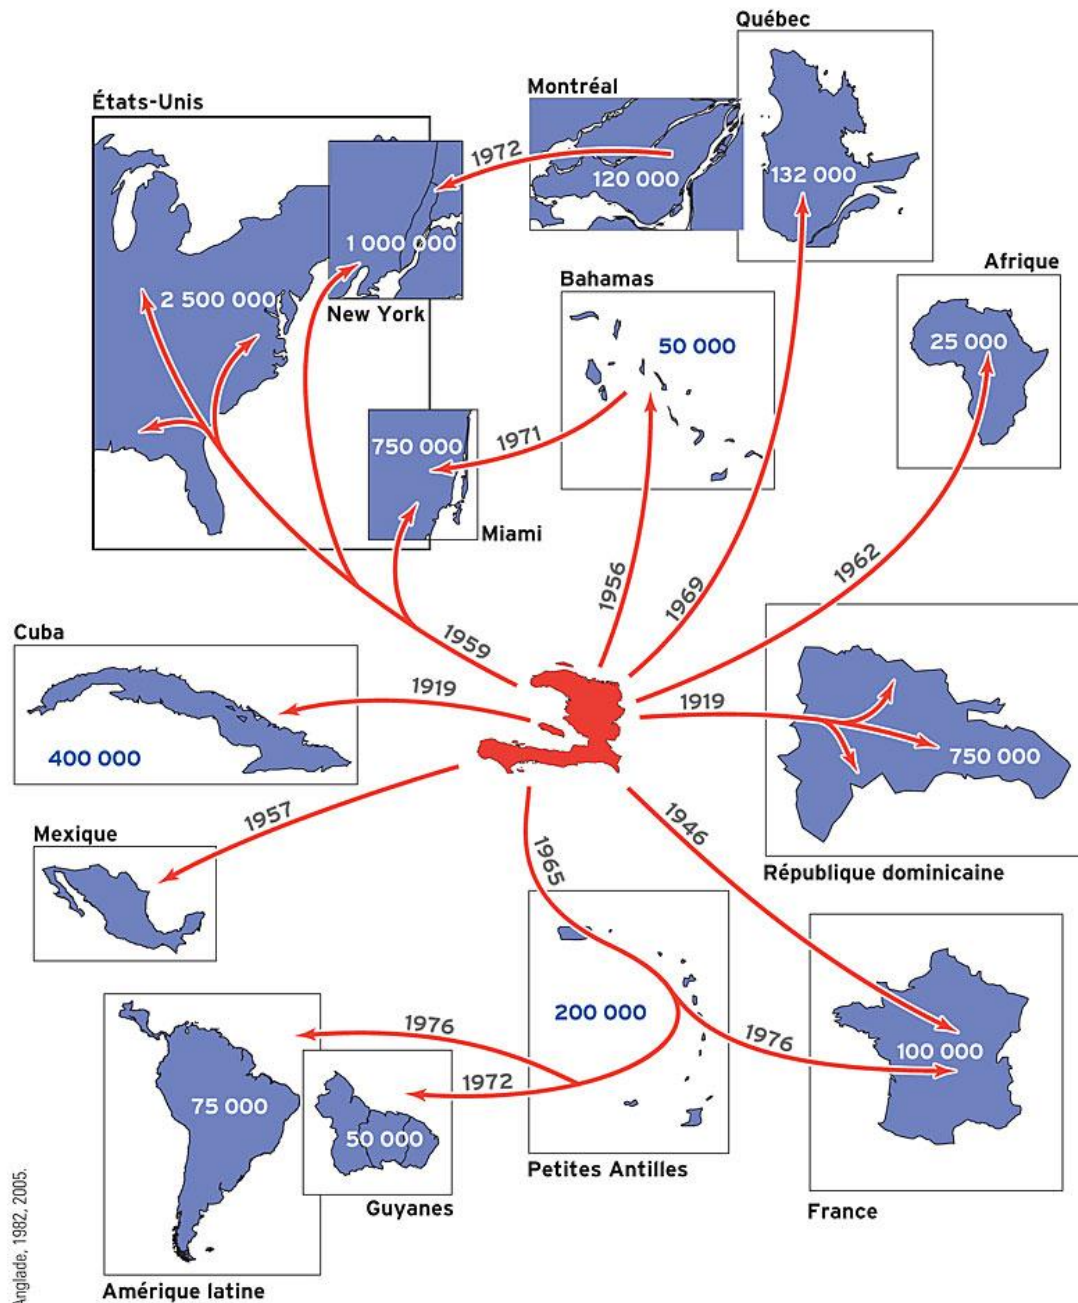 Québec
Montréal
États-Unis
1972
120 000
132 000
1 000 000
Afrique
Bahamas
2 500 000
New York
50 000
25 000
750 000
1971
Miami
1956
1969
1962
Cuba
1959
1919
1919
400 000
750 000
1957
Mexique
1946
1965
République dominicaine
200 000
1976
1976
100 000
1972
75 000
50 000
Petites Antilles
Guyanes
France
Amérique latine
Anglade, 1982, 2005.